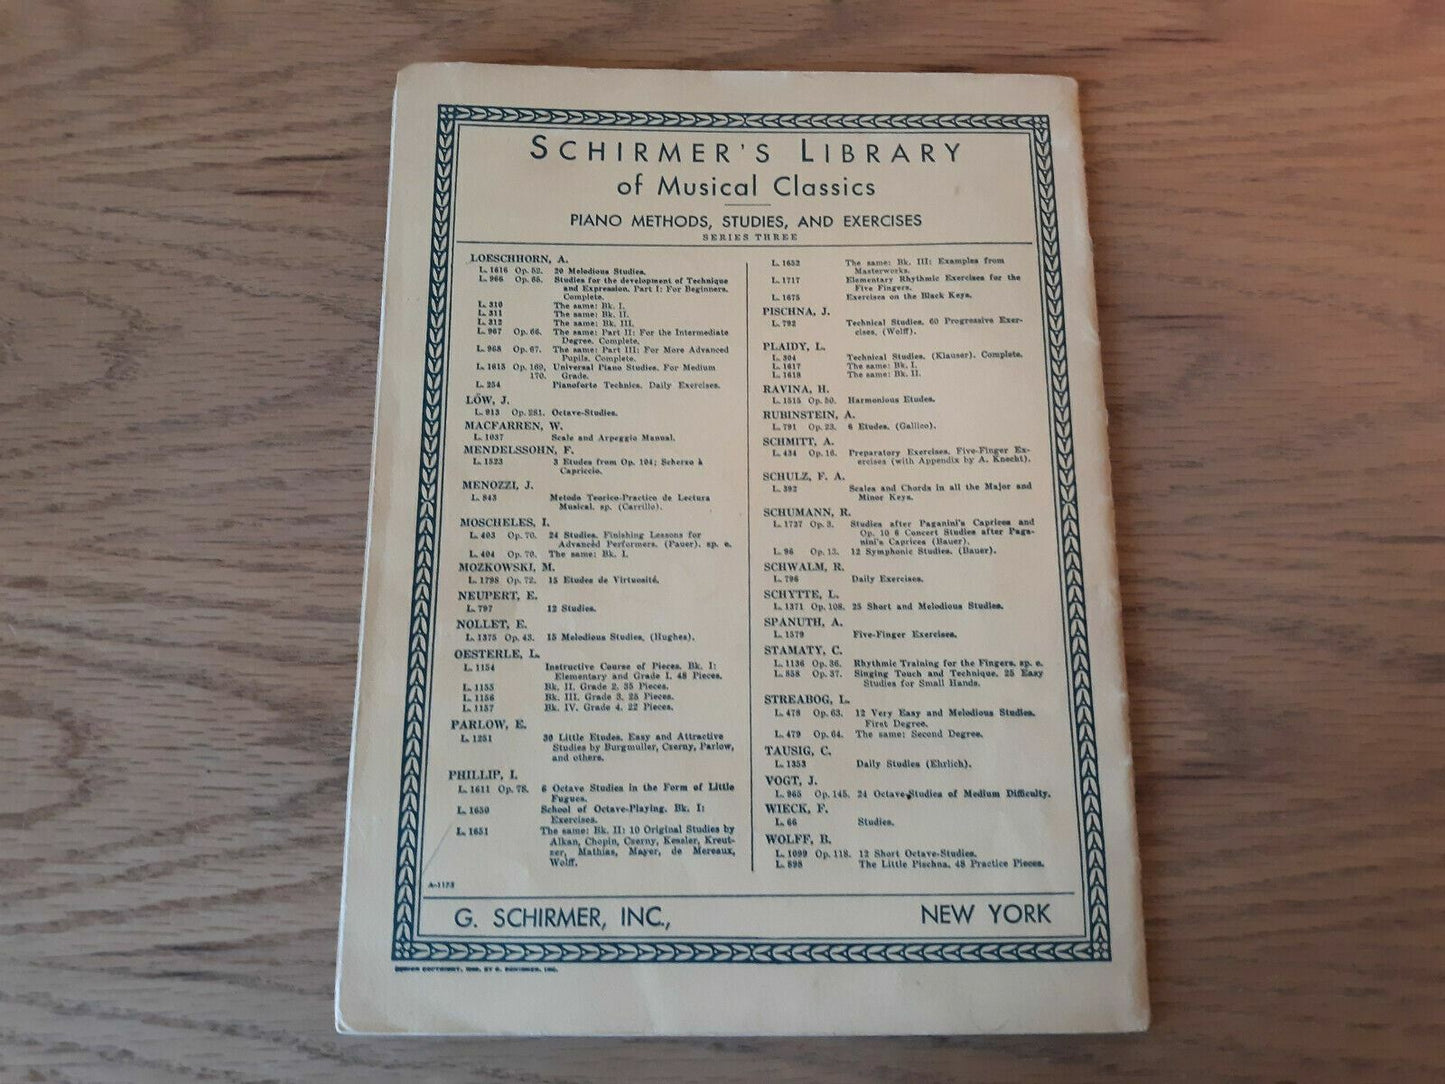 SCHIRMER'S LIBRARY
of Musical Classics
PIANO METHODS, STUDIES, AND EXERCISES
SERIES THREE
LOESCHHORN, A.
L. 1616 Op. 52. 20 Melodious Studies.
L. 966 Op. 65. Studies for the development of Technique
and Expression. Part I: For Beginners.
Complete.
L. 310 The same: Bk. I.
L. 311 The same: Bk. II.
L. 312 The same: Bk. III.
L. 967 Op. 66. The same: Part II: For the Intermediate
Degree. Complete.
L. 968 Op. 67. The same: Part III: For More Advanced
Pupils. Complete.
L. 1615 Op. 169, Universal Piano Studies. For Medium
170. Grade.
L. 254 Pianoforte Technics. Daily Exercises.
LÖW, J.
L. 913 Op. 281. Octave-Studies.
MACFARREN, W.
L. 1037 Scale and Arpeggio Manual.
MENDELSSOHN, F.
L. 1523 3 Etudes from Op. 104; Scherzo à
Capriccio.
MENOZZI, J.
L. 843 Metodo Teorico-Practico de Lectura
Musical. sp. (Carrillo).
MOSCHELES, I.
L. 403 Op. 70. 24 Studies. Finishing Lessons for
Advanced Performers. (Pauer). sp. e.
L. 404 Op. 70. The same: Bk. I.
MOZKOWSKI, M.
L. 1798 Op. 72. 15 Etudes de Virtuosité.
NEUPERT, E.
L. 797 12 Studies.
NOLLET, E.
L. 1375 Op. 43. 15 Melodious Studies. (Hughes).
OESTERLE, L.
L. 1154 Instructive Course of Pieces. Bk. I:
Elementary and Grade I. 48 Pieces.
L. 1155 Bk. II. Grade 2. 35 Pieces.
L. 1156 Bk. III. Grade 3. 25 Pieces.
L. 1157 Bk. IV. Grade 4. 22 Pieces.
PARLOW, E.
L. 1251 30 Little Etudes. Easy and Attractive
Studies by Burgmuller, Czerny, Parlow,
and others.
PHILLIP, I.
L. 1611 Op. 78. 6 Octave Studies in the Form of Little
Fugues.
L. 1650 School of Octave-Playing. Bk. I:
Exercises.
L. 1651 The same: Bk. II: 10 Original Studies by
Alkan, Chopin, Czerny, Kessler, Kreut-
zer, Mathias, Mayer, de Mereaux,
Wolff.
L. 1652 The same: Bk. III: Examples from
Masterworks.
L. 1717 Elementary Rhythmic Exercises for the
Five Fingers.
L. 1675 Exercises on the Black Keys.
PISCHNA, J.
L. 792 Technical Studies. 60 Progressive Exer-
cises. (Wolff).
PLAIDY, L.
L. 304 Technical Studies. (Klauser). Complete.
L. 1617 The same: Bk. I.
L. 1618 The same: Bk. II.
RAVINA, H.
L. 1515 Op. 50. Harmonious Etudes.
RUBINSTEIN, A.
L. 791 Op. 23. 6 Etudes. (Gallico).
SCHMITT, A.
L. 434 Op. 16. Preparatory Exercises. Five-Finger Ex-
ercises (with Appendix by A. Knecht).
SCHULZ, F. A.
L. 392 Scales and Chords in all the Major and
Minor Keys.
SCHUMANN, R.
L. 1737 Op. 3. Studies after Paganini's Caprices and
Op. 10 6 Concert Studies after Paga-
nini's Caprices (Bauer).
L. 96 Op. 13. 12 Symphonic Studies. (Bauer).
SCHWALM, R.
L. 796 Daily Exercises.
SCHYTTE, L.
L. 1371 Op. 108. 25 Short and Melodious Studies.
SPANUTH, A.
L. 1579 Five-Finger Exercises.
STAMATY, C.
L. 1136 Op. 36. Rhythmic Training for the Fingers. sp. e.
L. 858 Op. 37. Singing Touch and Technique. 25 Easy
Studies for Small Hands.
STREABOG, L.
L. 478 Op. 63. 12 Very Easy and Melodious Studies.
First Degree.
L. 479 Op. 64. The same: Second Degree.
TAUSIG, C.
L. 1353 Daily Studies (Ehrlich).
VOGT, J.
L. 965 Op. 145. 24 Octave-Studies of Medium Difficulty.
WIECK, F.
L. 66 Studies.
WOLFF, B.
L. 1099 Op. 118. 12 Short Octave-Studies.
L. 898 The Little Pischna. 48 Practice Pieces.
A-1173
G. SCHIRMER, INC., NEW YORK
COPYRIGHT, BY G. SCHIRMER, INC.